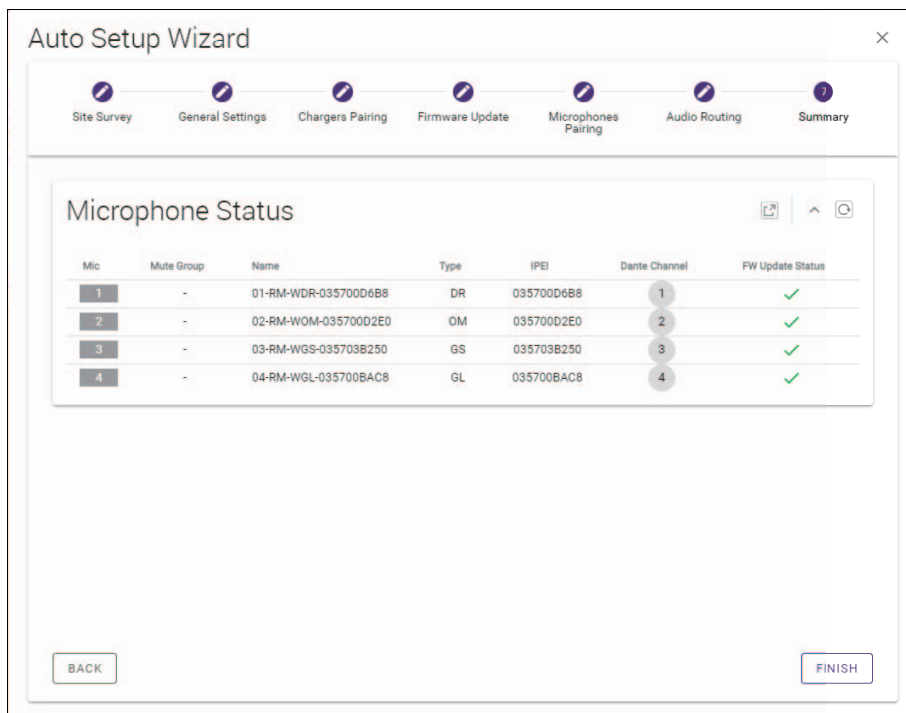 Auto Setup Wizard
7
Site Survey General Settings Chargers Pairing Firmware Update Microphones Pairing Audio Routing Summary
Microphone Status
Mic Mute Group Name Type IPEI Dante Channel FW Update Status
1 - 01-RM-WDR-035700D6B8 DR 035700D6B8 1
2 - 02-RM-WOM-035700D2E0 OM 035700D2E0 2
3 - 03-RM-WGS-035703B250 GS 035703B250 3
4 - 04-RM-WGL-035700BAC8 GL 035700BAC8 4
BACK FINISH